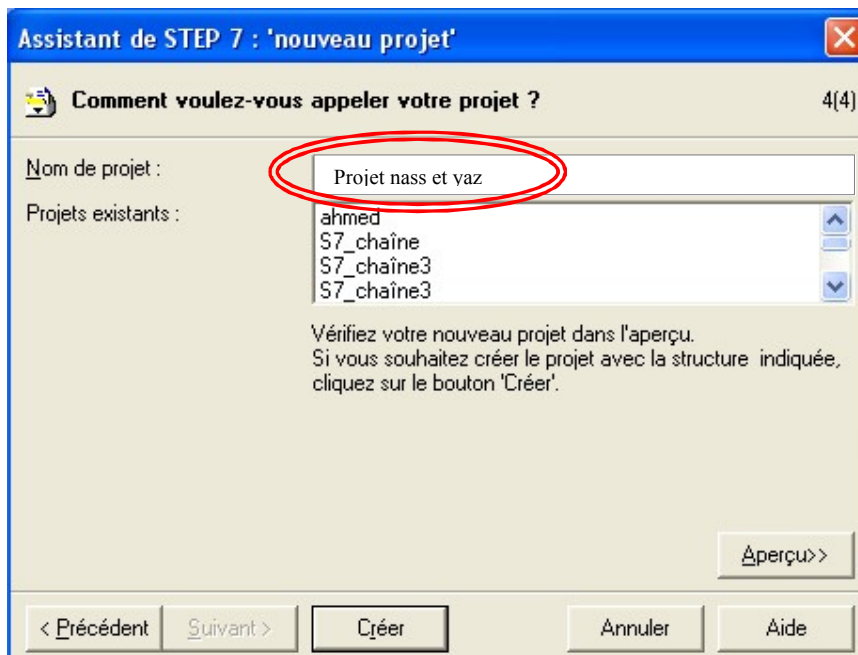 Assistant de STEP 7 : 'nouveau projet'
Comment voulez-vous appeler votre projet ? 4(4)
Nom de projet : Projet nass et yaz
Projets existants : ahmed
S7_chaîne
S7_chaîne3
S7_chaîne3
Vérifiez votre nouveau projet dans l'aperçu.
Si vous souhaitez créer le projet avec la structure indiquée,
cliquez sur le bouton 'Créer'.
Aperçu>>
< Précédent Suivant > Créer Annuler Aide